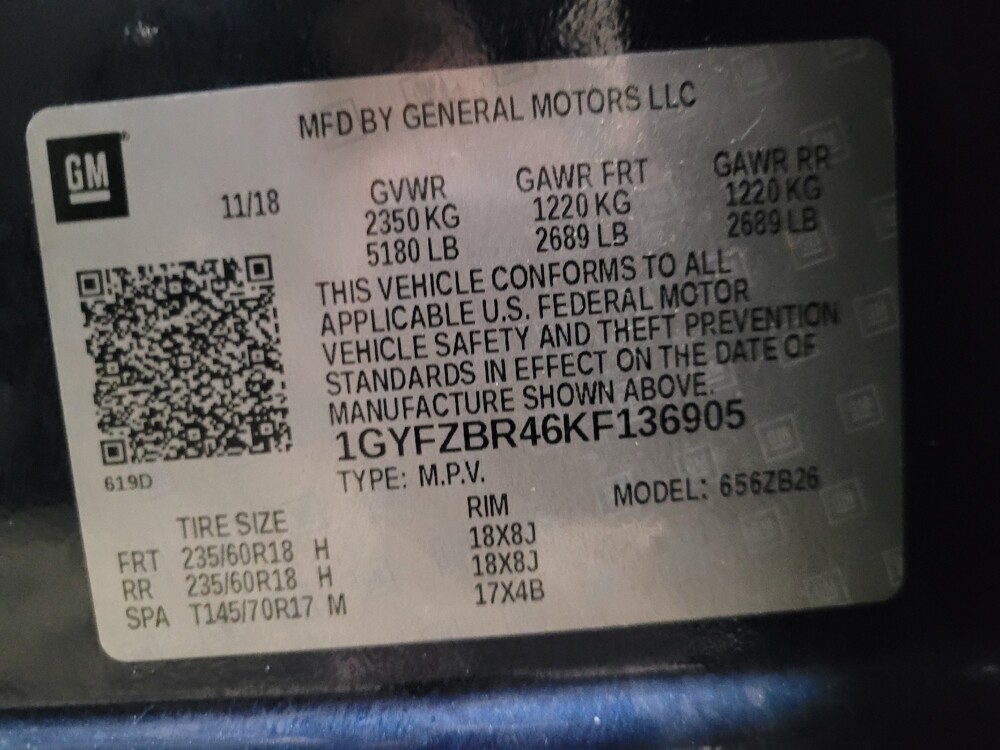 MFD BY GENERAL MOTORS LLC
GM
11/18
GVWR GAWR FRT GAWR RR
2350 KG 1220 KG 1220 KG
5180 LB 2689 LB 2689 LB
THIS VEHICLE CONFORMS TO ALL
APPLICABLE U.S. FEDERAL MOTOR
VEHICLE SAFETY AND THEFT PREVENTION
STANDARDS IN EFFECT ON THE DATE OF
MANUFACTURE SHOWN ABOVE.
1GYFZBR46KF136905
619D
TYPE: M.P.V. MODEL: 656ZB26
TIRE SIZE RIM
FRT 235/60R18 H 18X8J
RR 235/60R18 H 18X8J
SPA T145/70R17 M 17X4B